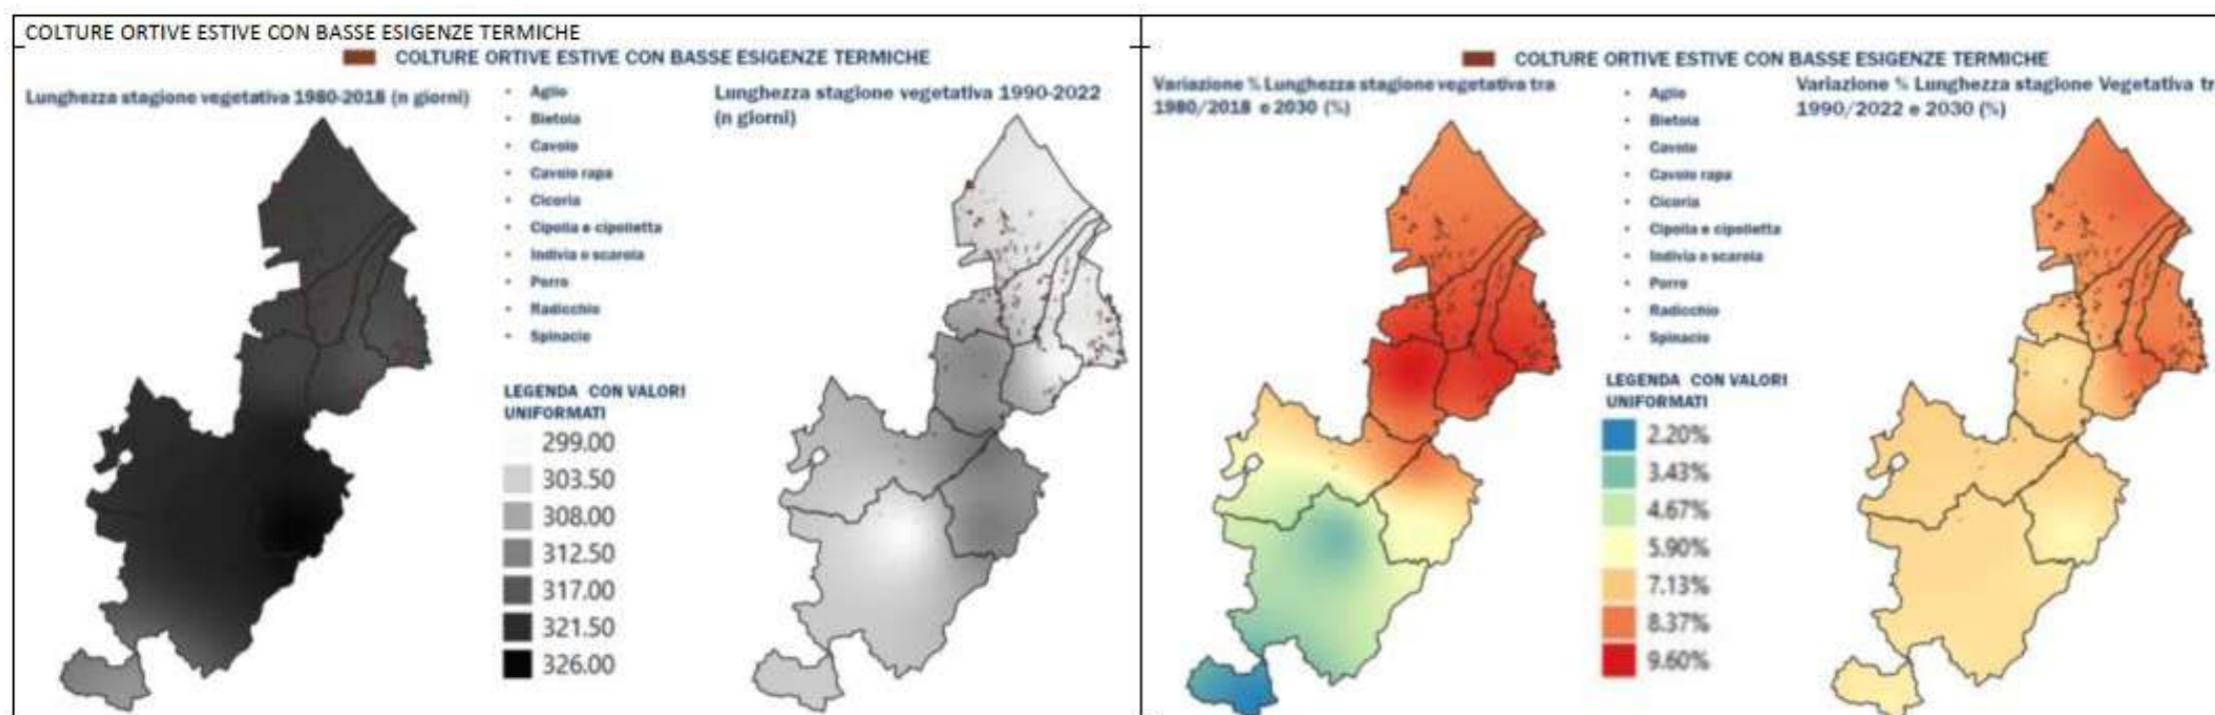 COLTURE ORTIVE ESTIVE CON BASSE ESIGENZE TERMICHE
COLTURE ORTIVE ESTIVE CON BASSE ESIGENZE TERMICHE
Lunghezza stagione vegetativa 1980-2018 (n giorni)
• Aglio
• Bietola
• Cavolo
• Cavolo rapa
• Cicoria
• Cipolla e cipolletta
• Indivia o scarola
• Porro
• Radicchio
• Spinacio
Lunghezza stagione vegetativa 1990-2022
(n giorni)
LEGENDA CON VALORI
UNIFORMATI
299.00
303.50
308.00
312.50
317.00
321.50
326.00
COLTURE ORTIVE ESTIVE CON BASSE ESIGENZE TERMICHE
Variazione % Lunghezza stagione vegetativa tra
1980/2018 e 2030 (%)
• Aglio
• Bietola
• Cavolo
• Cavolo rapa
• Cicoria
• Cipolla e cipolletta
• Indivia o scarola
• Porro
• Radicchio
• Spinacio
Variazione % Lunghezza stagione Vegetativa tr
1990/2022 e 2030 (%)
LEGENDA CON VALORI
UNIFORMATI
2.20%
3.43%
4.67%
5.90%
7.13%
8.37%
9.60%